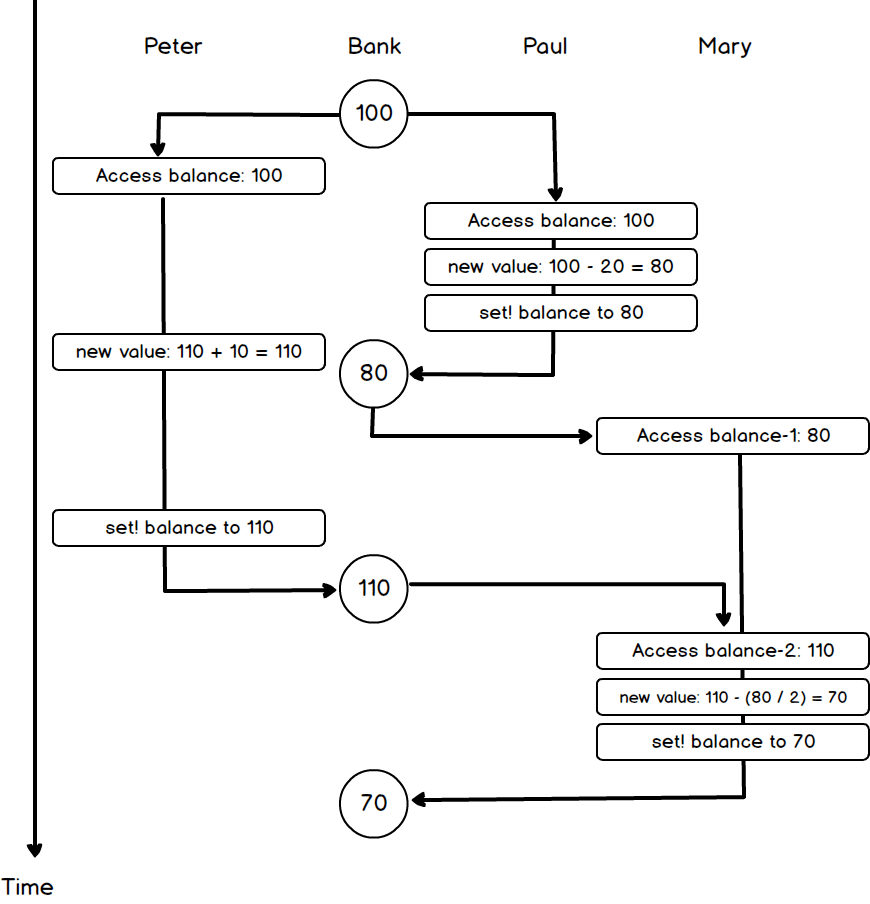 Peter Bank Paul Mary
100
Access balance: 100
Access balance: 100
new value: 100 - 20 = 80
set! balance to 80
new value: 110 + 10 = 110
80
Access balance-1: 80
set! balance to 110
110
Access balance-2: 110
new value: 110 - (80 / 2) = 70
set! balance to 70
70
Time